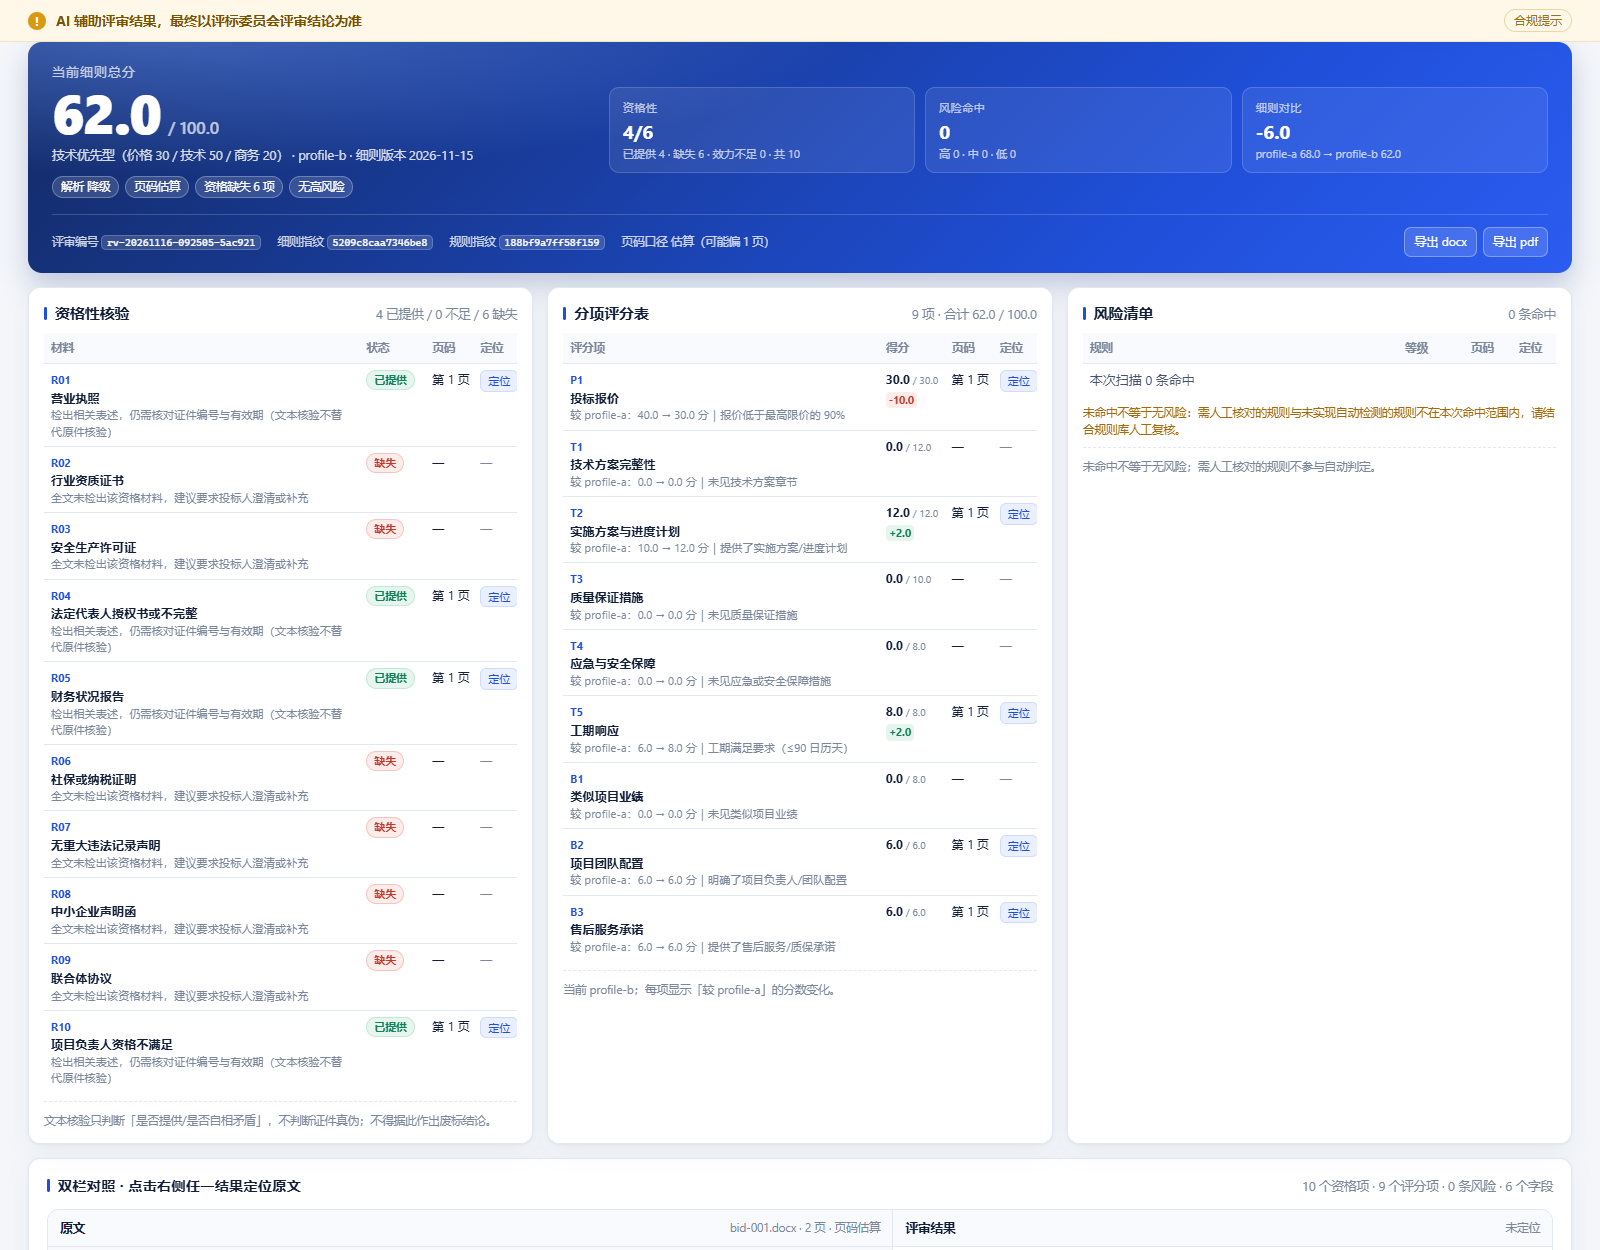 AI 辅助评审结果，最终以评标委员会评审结论为准
合规提示
当前细则总分
62.0 / 100.0
技术优先型（价格 30 / 技术 50 / 商务 20） · profile-b · 细则版本 2026-11-15
解析 降级
页码估算
资格缺失 6 项
无高风险
资格性
4/6
已提供 4 · 缺失 6 · 效力不足 0 · 共 10
风险命中
0
高 0 · 中 0 · 低 0
细则对比
-6.0
profile-a 68.0 → profile-b 62.0
评审编号 rv-20261116-092505-5ac921 细则指纹 5209c8caa7346be8 规则指纹 188bf9a7ff58f159 页码口径 估算（可能偏 1 页）
导出 docx
导出 pdf
资格性核验
4 已提供 / 0 不足 / 6 缺失
材料 状态 页码 定位
R01 已提供 第 1 页 定位
营业执照
检出相关表述，仍需核对证件编号与有效期（文本核验不替
代原件核验）
R02 缺失 — —
行业资质证书
全文未检出该资格材料，建议要求投标人澄清或补充
R03 缺失 — —
安全生产许可证
全文未检出该资格材料，建议要求投标人澄清或补充
R04 已提供 第 1 页 定位
法定代表人授权书或不完整
检出相关表述，仍需核对证件编号与有效期（文本核验不替
代原件核验）
R05 已提供 第 1 页 定位
财务状况报告
检出相关表述，仍需核对证件编号与有效期（文本核验不替
代原件核验）
R06 缺失 — —
社保或纳税证明
全文未检出该资格材料，建议要求投标人澄清或补充
R07 缺失 — —
无重大违法记录声明
全文未检出该资格材料，建议要求投标人澄清或补充
R08 缺失 — —
中小企业声明函
全文未检出该资格材料，建议要求投标人澄清或补充
R09 缺失 — —
联合体协议
全文未检出该资格材料，建议要求投标人澄清或补充
R10 已提供 第 1 页 定位
项目负责人资格不满足
检出相关表述，仍需核对证件编号与有效期（文本核验不替
代原件核验）
文本核验只判断「是否提供/是否自相矛盾」，不判断证件真伪；不得据此作出废标结论。
分项评分表
9 项 · 合计 62.0 / 100.0
评分项 得分 页码 定位
P1 30.0 / 30.0 第 1 页 定位
投标报价 -10.0
较 profile-a：40.0 → 30.0 分 | 报价低于最高限价的 90%
T1 0.0 / 12.0 — —
技术方案完整性
较 profile-a：0.0 → 0.0 分 | 未见技术方案章节
T2 12.0 / 12.0 第 1 页 定位
实施方案与进度计划 +2.0
较 profile-a：10.0 → 12.0 分 | 提供了实施方案/进度计划
T3 0.0 / 10.0 — —
质量保证措施
较 profile-a：0.0 → 0.0 分 | 未见质量保证措施
T4 0.0 / 8.0 — —
应急与安全保障
较 profile-a：0.0 → 0.0 分 | 未见应急或安全保障措施
T5 8.0 / 8.0 第 1 页 定位
工期响应 +2.0
较 profile-a：6.0 → 8.0 分 | 工期满足要求（≤90 日历天）
B1 0.0 / 8.0 — —
类似项目业绩
较 profile-a：0.0 → 0.0 分 | 未见类似项目业绩
B2 6.0 / 6.0 第 1 页 定位
项目团队配置
较 profile-a：6.0 → 6.0 分 | 明确了项目负责人/团队配置
B3 6.0 / 6.0 第 1 页 定位
售后服务承诺
较 profile-a：6.0 → 6.0 分 | 提供了售后服务/质保承诺
当前 profile-b；每项显示「较 profile-a」的分数变化。
风险清单
0 条命中
规则 等级 页码 定位
本次扫描 0 条命中
未命中不等于无风险：需人工核对的规则与未实现自动检测的规则不在本次命中范围内，请结
合规则库人工复核。
未命中不等于无风险；需人工核对的规则不参与自动判定。
双栏对照 · 点击右侧任一结果定位原文
10 个资格项 · 9 个评分项 · 0 条风险 · 6 个字段
原文 bid-001.docx · 2 页 · 页码估算
评审结果 未定位